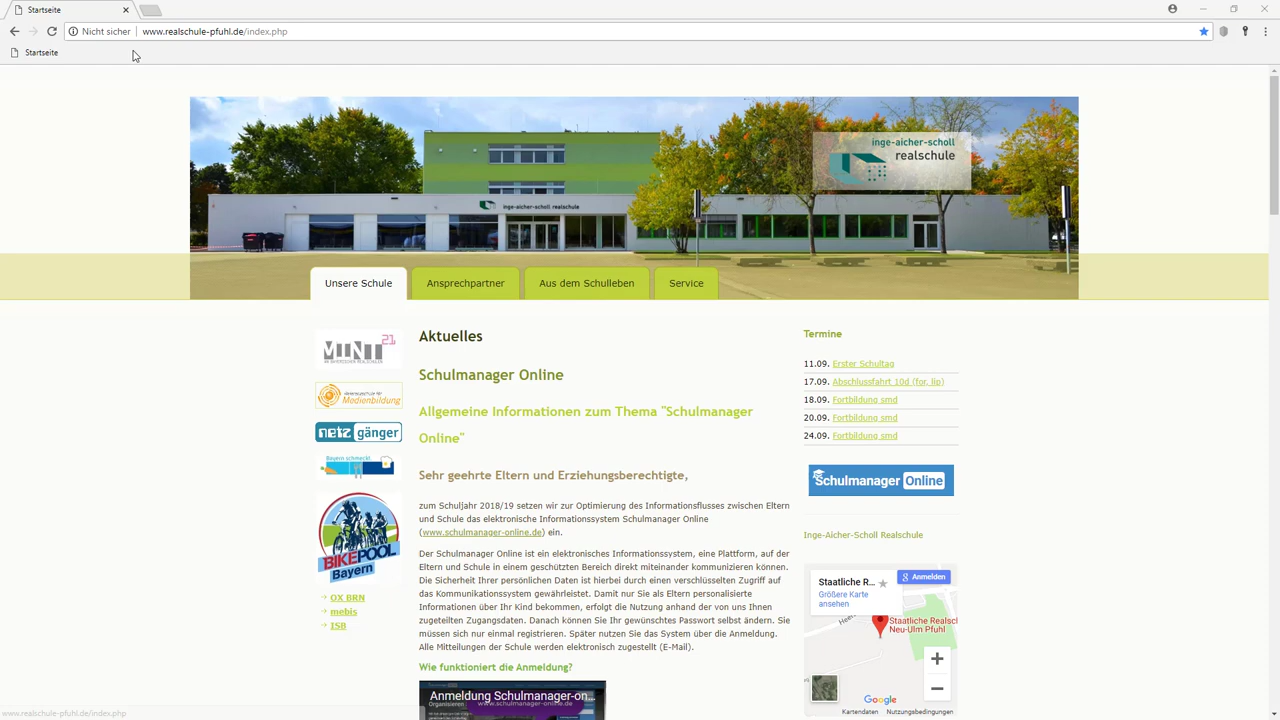 Startseite
Nicht sicher
www.realschule-pfuhl.de/index.php
Startseite
inge-aicher-scholl
realschule
inge-aicher-scholl realschule
Unsere Schule
Ansprechpartner
Aus dem Schulleben
Service
MINT 21
Medienbildung
netz gänger
Bayern schmeckt
BIKEPOOL
Bayern
OX BRN
mebis
ISB
Aktuelles
Schulmanager Online
Allgemeine Informationen zum Thema "Schulmanager
Online"
Sehr geehrte Eltern und Erziehungsberechtigte,
zum Schuljahr 2018/19 setzen wir zur Optimierung des Informationsflusses zwischen Eltern
und Schule das elektronische Informationssystem Schulmanager Online
(www.schulmanager-online.de) ein.
Der Schulmanager Online ist ein elektronisches Informationssystem, eine Plattform, auf der
Eltern und Schule in einem geschützten Bereich direkt miteinander kommunizieren können.
Die Sicherheit Ihrer persönlichen Daten ist hierbei durch einen verschlüsselten Zugriff auf
das Kommunikationssystem gewährleistet. Damit nur Sie als Eltern personalisierte
Informationen über Ihr Kind bekommen, erfolgt die Nutzung anhand der von uns Ihnen
zugeteilten Zugangsdaten. Danach können Sie Ihr gewünschtes Passwort selbst ändern. Sie
müssen sich nur einmal registrieren. Später nutzen Sie das System über die Anmeldung.
Alle Mitteilungen der Schule werden elektronisch zugestellt (E-Mail).
Wie funktioniert die Anmeldung?
Anmeldung Schulmanager-on...
www.schulmanager-online.de
Termine
11.09. Erster Schultag
17.09. Abschlussfahrt 10d (for, lip)
18.09. Fortbildung smd
20.09. Fortbildung smd
24.09. Fortbildung smd
Schulmanager Online
Inge-Aicher-Scholl Realschule
Staatliche R...
Anmelden
Größere Karte
ansehen
Staatliche Realsc
Neu-Ulm Pfuhl
Google
Kartendaten
Nutzungsbedingungen
www.realschule-pfuhl.de/index.php